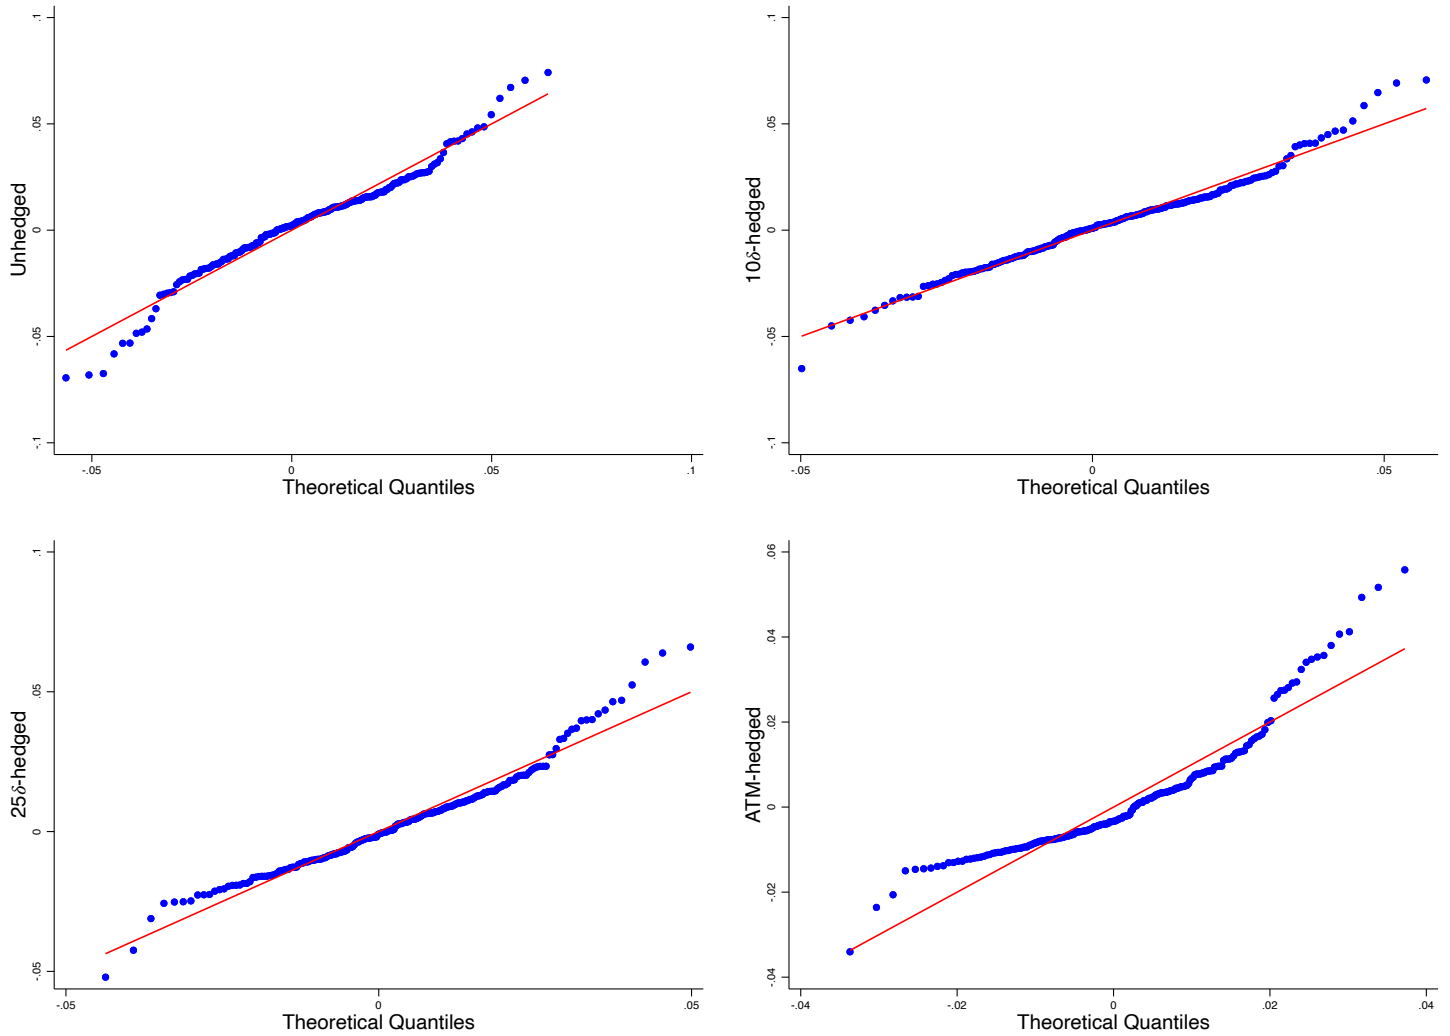 .1
.05
0
-.05
-.1
Unhedged
-.05 0 .05 .1
Theoretical Quantiles
.1
.05
0
-.05
-.1
10δ-hedged
-.05 0 .05
Theoretical Quantiles
.1
.05
0
-.05
25δ-hedged
-.05 0 .05
Theoretical Quantiles
.06
.04
.02
0
-.02
-.04
ATM-hedged
-.04 -.02 0 .02 .04
Theoretical Quantiles